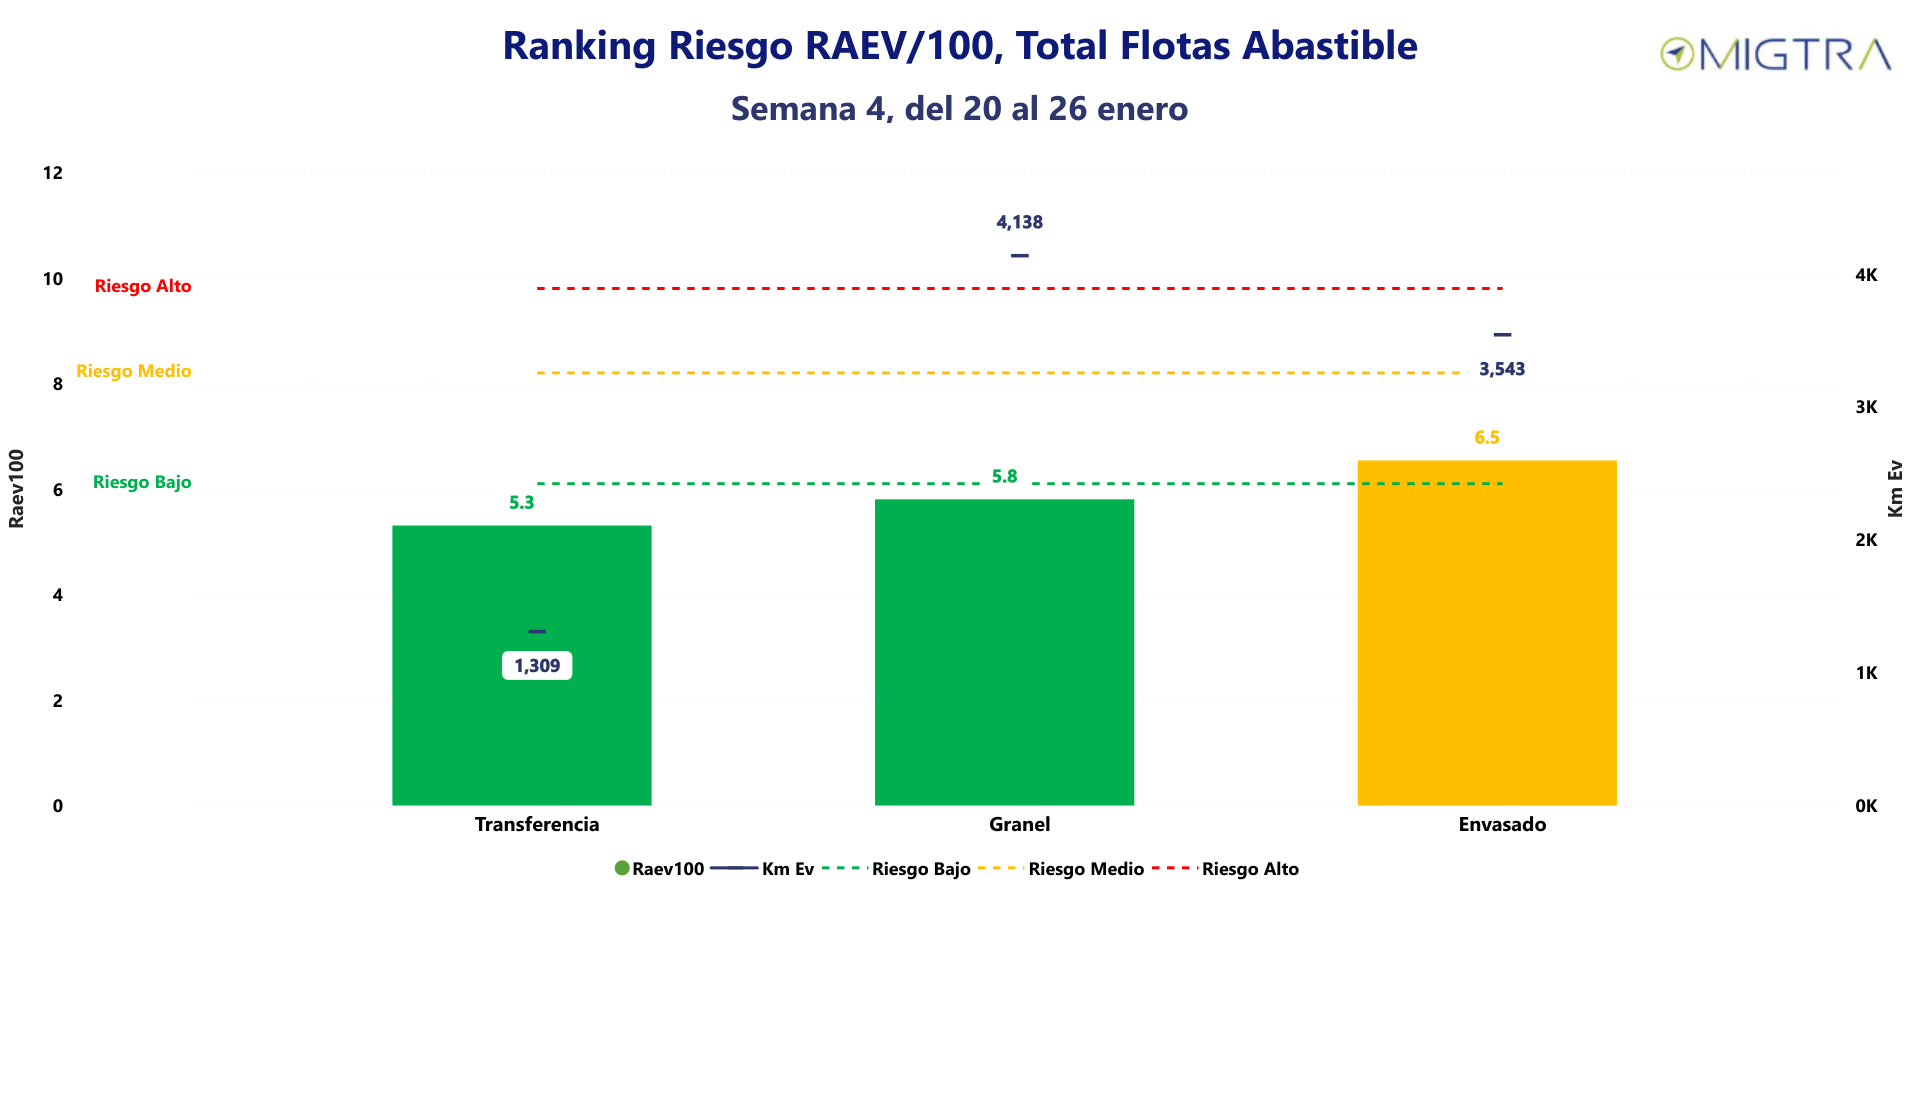 Ranking Riesgo RAEV/100, Total Flotas Abastible
MIGTRA
Semana 4, del 20 al 26 enero
12
10
8
6
4
2
0
Raev100
Riesgo Alto
Riesgo Medio
Riesgo Bajo
4,138
3,543
6.5
5.8
5.3
1,309
4K
3K
2K
1K
0K
Km Ev
Transferencia
Granel
Envasado
Raev100 Km Ev Riesgo Bajo Riesgo Medio Riesgo Alto